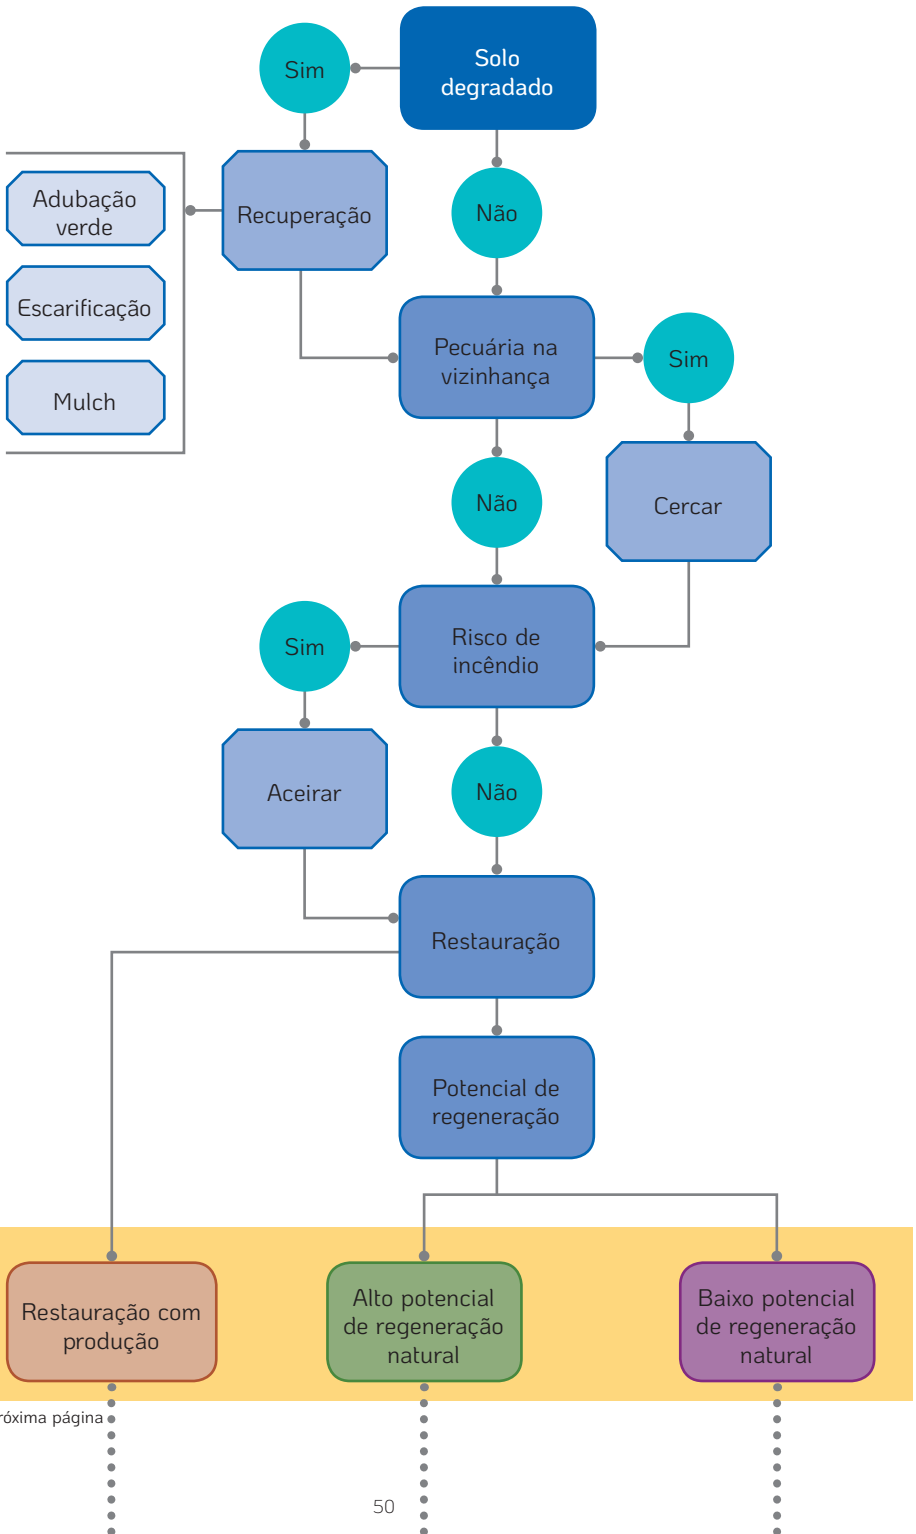 Solo
degradado
Sim
Recuperação
Adubação
verde
Escarificação
Mulch
Não
Pecuária na
vizinhança
Sim
Cercar
Não
Risco de
incêndio
Sim
Aceirar
Não
Restauração
Potencial de
regeneração
Restauração com
produção
Alto potencial
de regeneração
natural
Baixo potencial
de regeneração
natural
róxima página
50